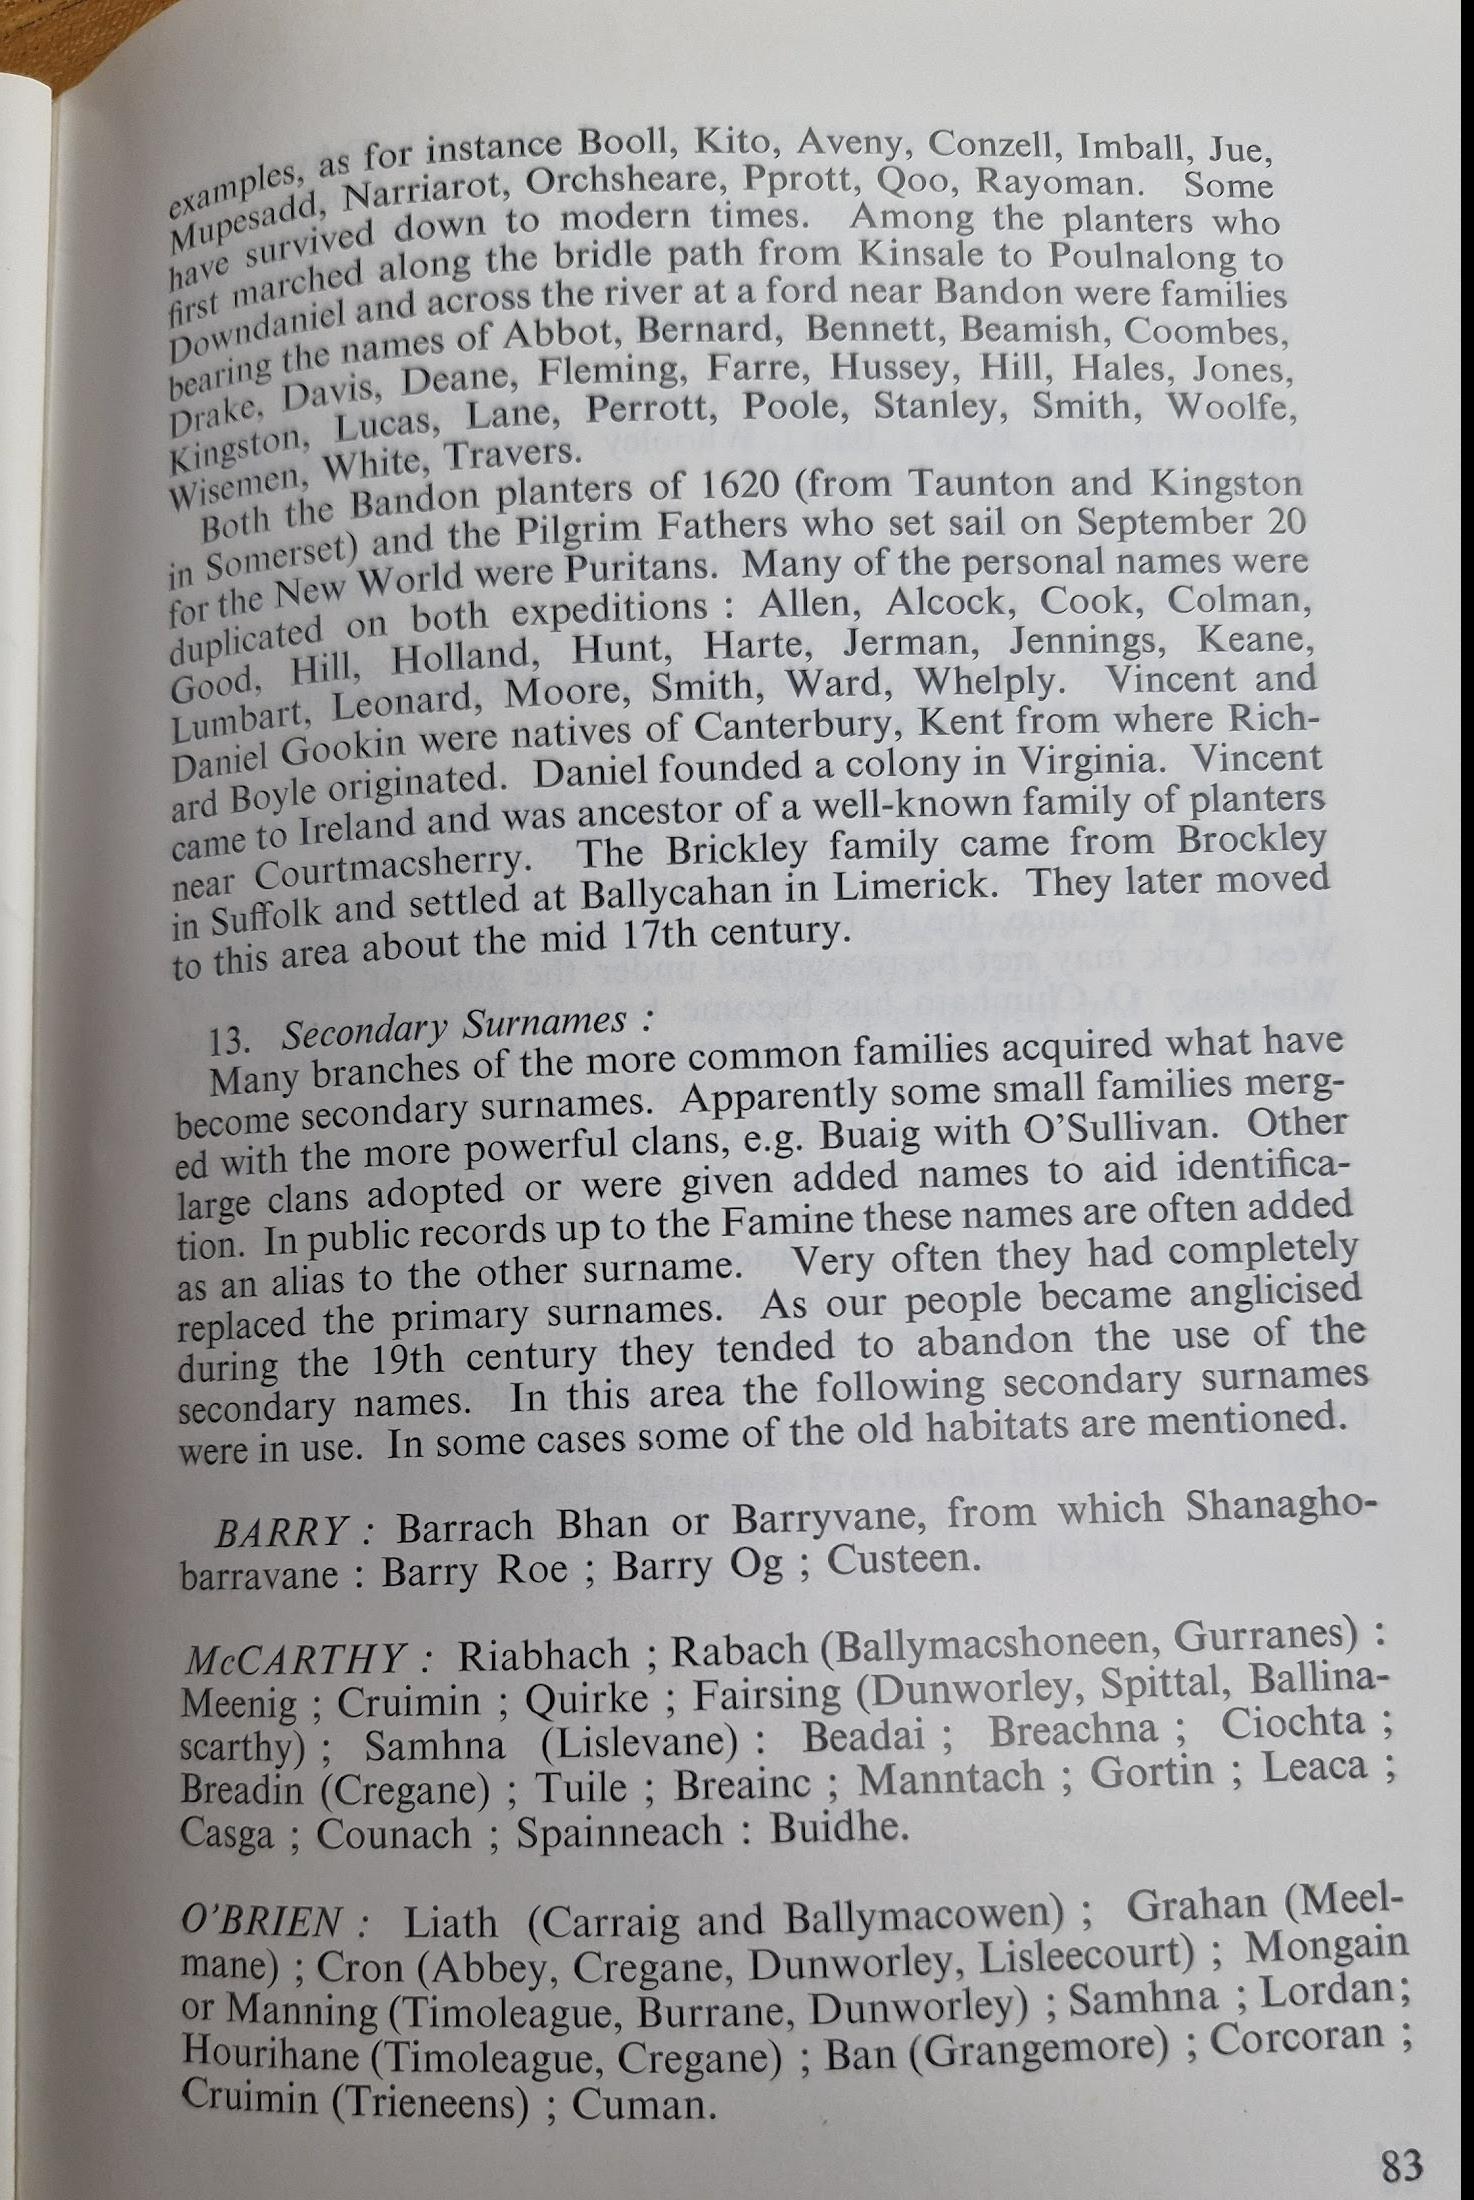 examples, as for instance Booll, Kito, Aveny, Conzell, Imball, Jue,
Mupesadd, Narriarot, Orchsheare, Pprott, Qoo, Rayoman. Some
have survived down to modern times. Among the planters who
first marched along the bridle path from Kinsale to Poulnalong to
Downdaniel and across the river at a ford near Bandon were families
bearing the names of Abbot, Bernard, Bennett, Beamish, Coombes,
Drake, Davis, Deane, Fleming, Farre, Hussey, Hill, Hales, Jones,
Kingston, Lucas, Lane, Perrott, Poole, Stanley, Smith, Woolfe,
Wisemen, White, Travers.
Both the Bandon planters of 1620 (from Taunton and Kingston
in Somerset) and the Pilgrim Fathers who set sail on September 20
for the New World were Puritans. Many of the personal names were
duplicated on both expeditions : Allen, Alcock, Cook, Colman,
Good, Hill, Holland, Hunt, Harte, Jerman, Jennings, Keane,
Lumbart, Leonard, Moore, Smith, Ward, Whelply. Vincent and
Daniel Gookin were natives of Canterbury, Kent from where Rich-
ard Boyle originated. Daniel founded a colony in Virginia. Vincent
came to Ireland and was ancestor of a well-known family of planters
near Courtmacsherry. The Brickley family came from Brockley
in Suffolk and settled at Ballycahan in Limerick. They later moved
to this area about the mid 17th century.
13. Secondary Surnames :
Many branches of the more common families acquired what have
become secondary surnames. Apparently some small families merg-
ed with the more powerful clans, e.g. Buaig with O'Sullivan. Other
large clans adopted or were given added names to aid identifica-
tion. In public records up to the Famine these names are often added
as an alias to the other surname. Very often they had completely
replaced the primary surnames. As our people became anglicised
during the 19th century they tended to abandon the use of the
secondary names. In this area the following secondary surnames
were in use. In some cases some of the old habitats are mentioned.
BARRY : Barrach Bhan or Barryvane, from which Shanagho-
barravane : Barry Roe ; Barry Og ; Custeen.
McCARTHY : Riabhach ; Rabach (Ballymacshoneen, Gurranes) :
Meenig ; Cruimin ; Quirke ; Fairsing (Dunworley, Spittal, Ballina-
scarthy) ; Samhna (Lislevane) : Beadai ; Breachna ; Ciochta ;
Breadin (Cregane) ; Tuile ; Breainc ; Manntach ; Gortin ; Leaca ;
Casga ; Counach ; Spainneach : Buidhe.
O'BRIEN : Liath (Carraig and Ballymacowen) ; Grahan (Meel-
mane) ; Cron (Abbey, Cregane, Dunworley, Lisleecourt) ; Mongain
or Manning (Timoleague, Burrane, Dunworley) ; Samhna ; Lordan;
Hourihane (Timoleague, Cregane) ; Ban (Grangemore) ; Corcoran ;
Cruimin (Trieneens) ; Cuman.
83